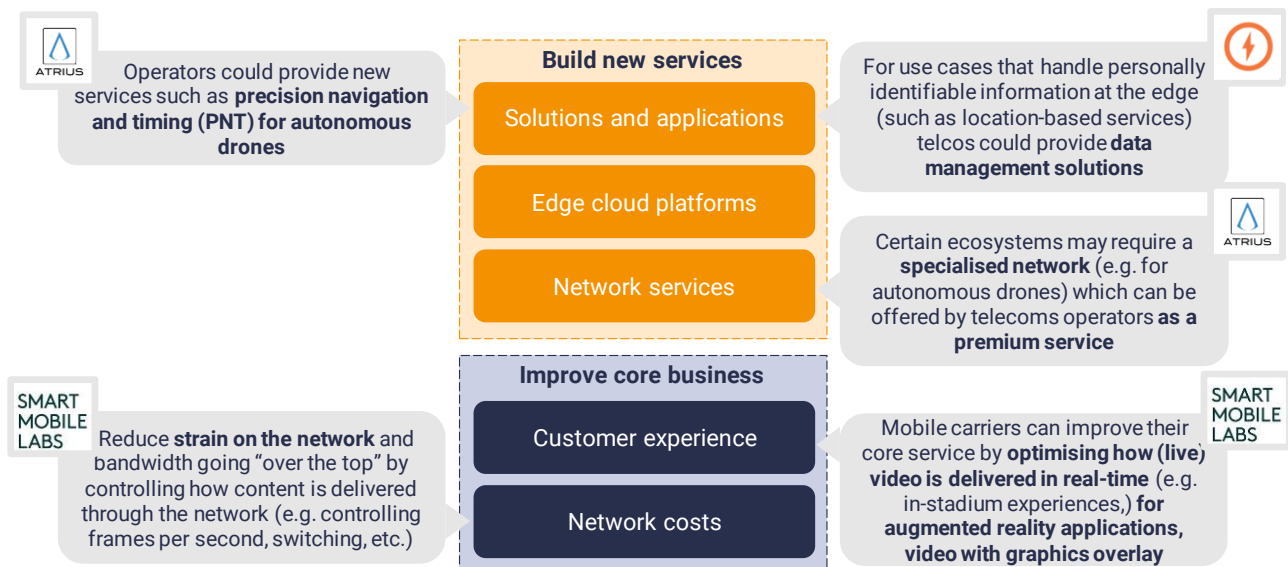 ATRIUS
Operators could provide new
services such as precision navigation
and timing (PNT) for autonomous
drones
Build new services
Solutions and applications
Edge cloud platforms
Network services
For use cases that handle personally
identifiable information at the edge
(such as location-based services)
telcos could provide data
management solutions
ATRIUS
Certain ecosystems may require a
specialised network (e.g. for
autonomous drones) which can be
offered by telecoms operators as a
premium service
SMART
MOBILE
LABS
Reduce strain on the network and
bandwidth going “over the top” by
controlling how content is delivered
through the network (e.g. controlling
frames per second, switching, etc.)
Improve core business
Customer experience
Network costs
SMART
MOBILE
LABS
Mobile carriers can improve their
core service by optimising how (live)
video is delivered in real-time (e.g.
in-stadium experiences,) for
augmented reality applications,
video with graphics overlay